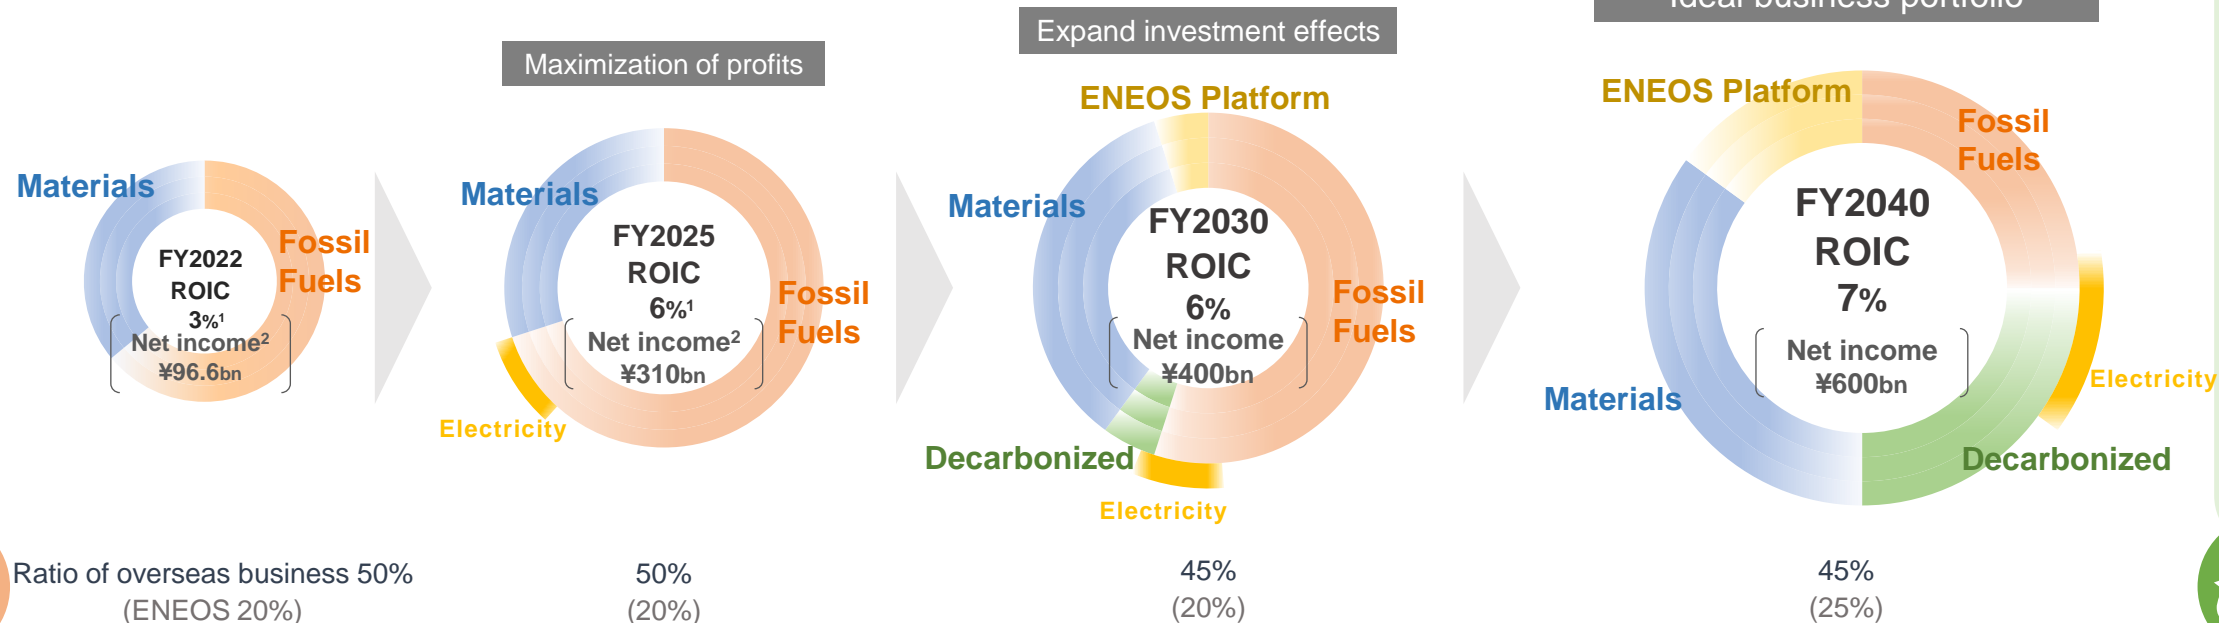 Maximization of profits
Expand investment effects
Ideal business portfolio
Materials
Fossil
Fuels
FY2022
ROIC
3%¹
Net income²
¥96.6bn
Materials
FY2025
ROIC
6%¹
Net income²
¥310bn
Fossil
Fuels
Electricity
ENEOS Platform
Materials
FY2030
ROIC
6%
Net income
¥400bn
Fossil
Fuels
Decarbonized
Electricity
ENEOS Platform
Fossil
Fuels
FY2040
ROIC
7%
Net income
¥600bn
Materials
Electricity
Decarbonized
Ratio of overseas business 50%
(ENEOS 20%)
50%
(20%)
45%
(20%)
45%
(25%)